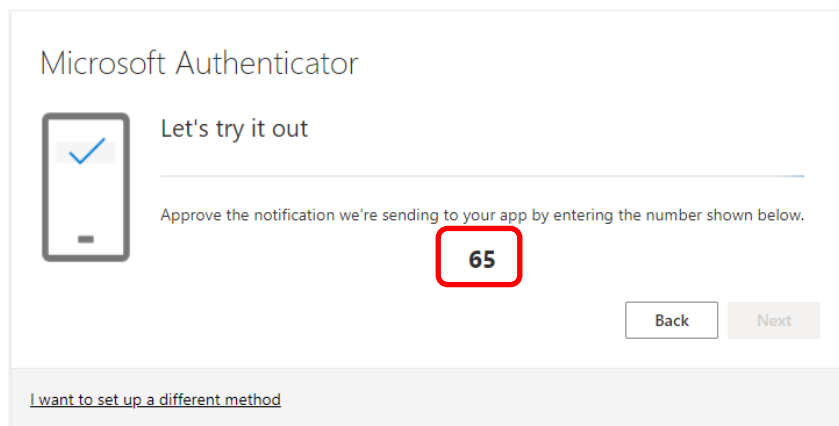 Microsoft Authenticator
Let's try it out
Approve the notification we're sending to your app by entering the number shown below.
65
Back
Next
I want to set up a different method